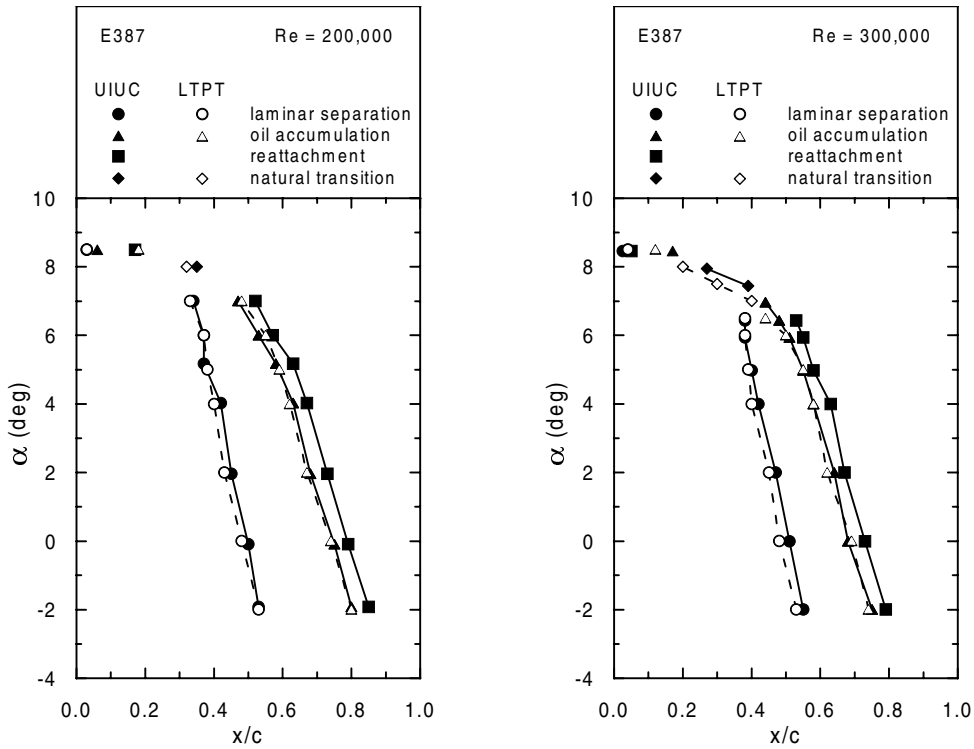 E387 Re = 200,000
UIUC LTPT
laminar separation
oil accumulation
reattachment
natural transition
10
8
6
4
2
0
-2
-4
α (deg)
0.0 0.2 0.4 0.6 0.8 1.0
x/c
E387 Re = 300,000
UIUC LTPT
laminar separation
oil accumulation
reattachment
natural transition
10
8
6
4
2
0
-2
-4
α (deg)
0.0 0.2 0.4 0.6 0.8 1.0
x/c